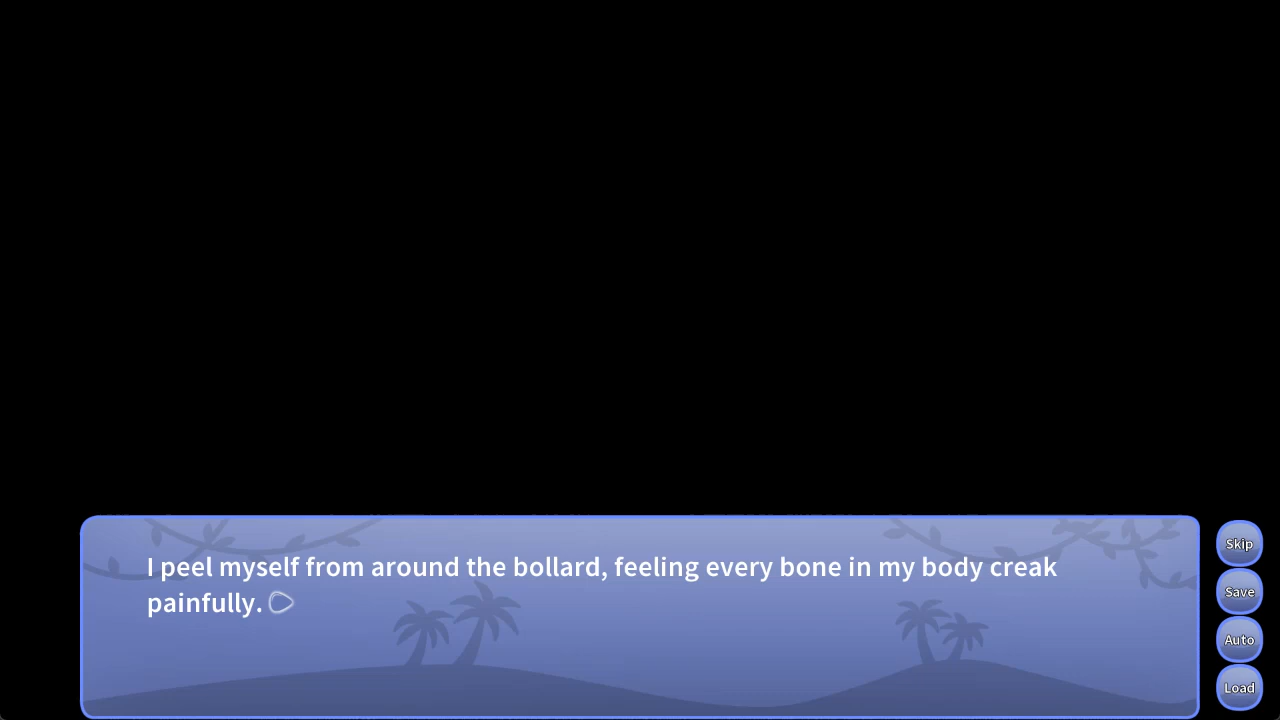 I peel myself from around the bollard, feeling every bone in my body creak
painfully.
Skip
Save
Auto
Load